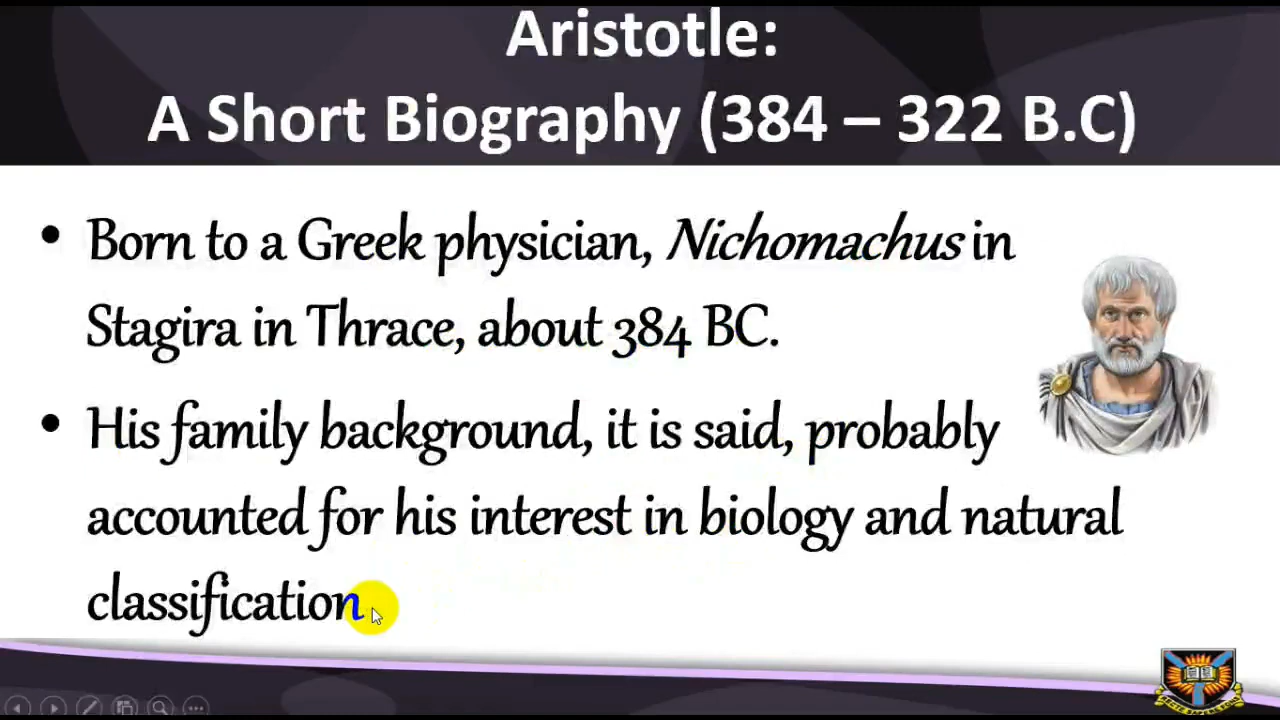 Aristotle:
A Short Biography (384 – 322 B.C)
• Born to a Greek physician, Nichomachus in
Stagira in Thrace, about 384 BC.
• His family background, it is said, probably
accounted for his interest in biology and natural
classification.